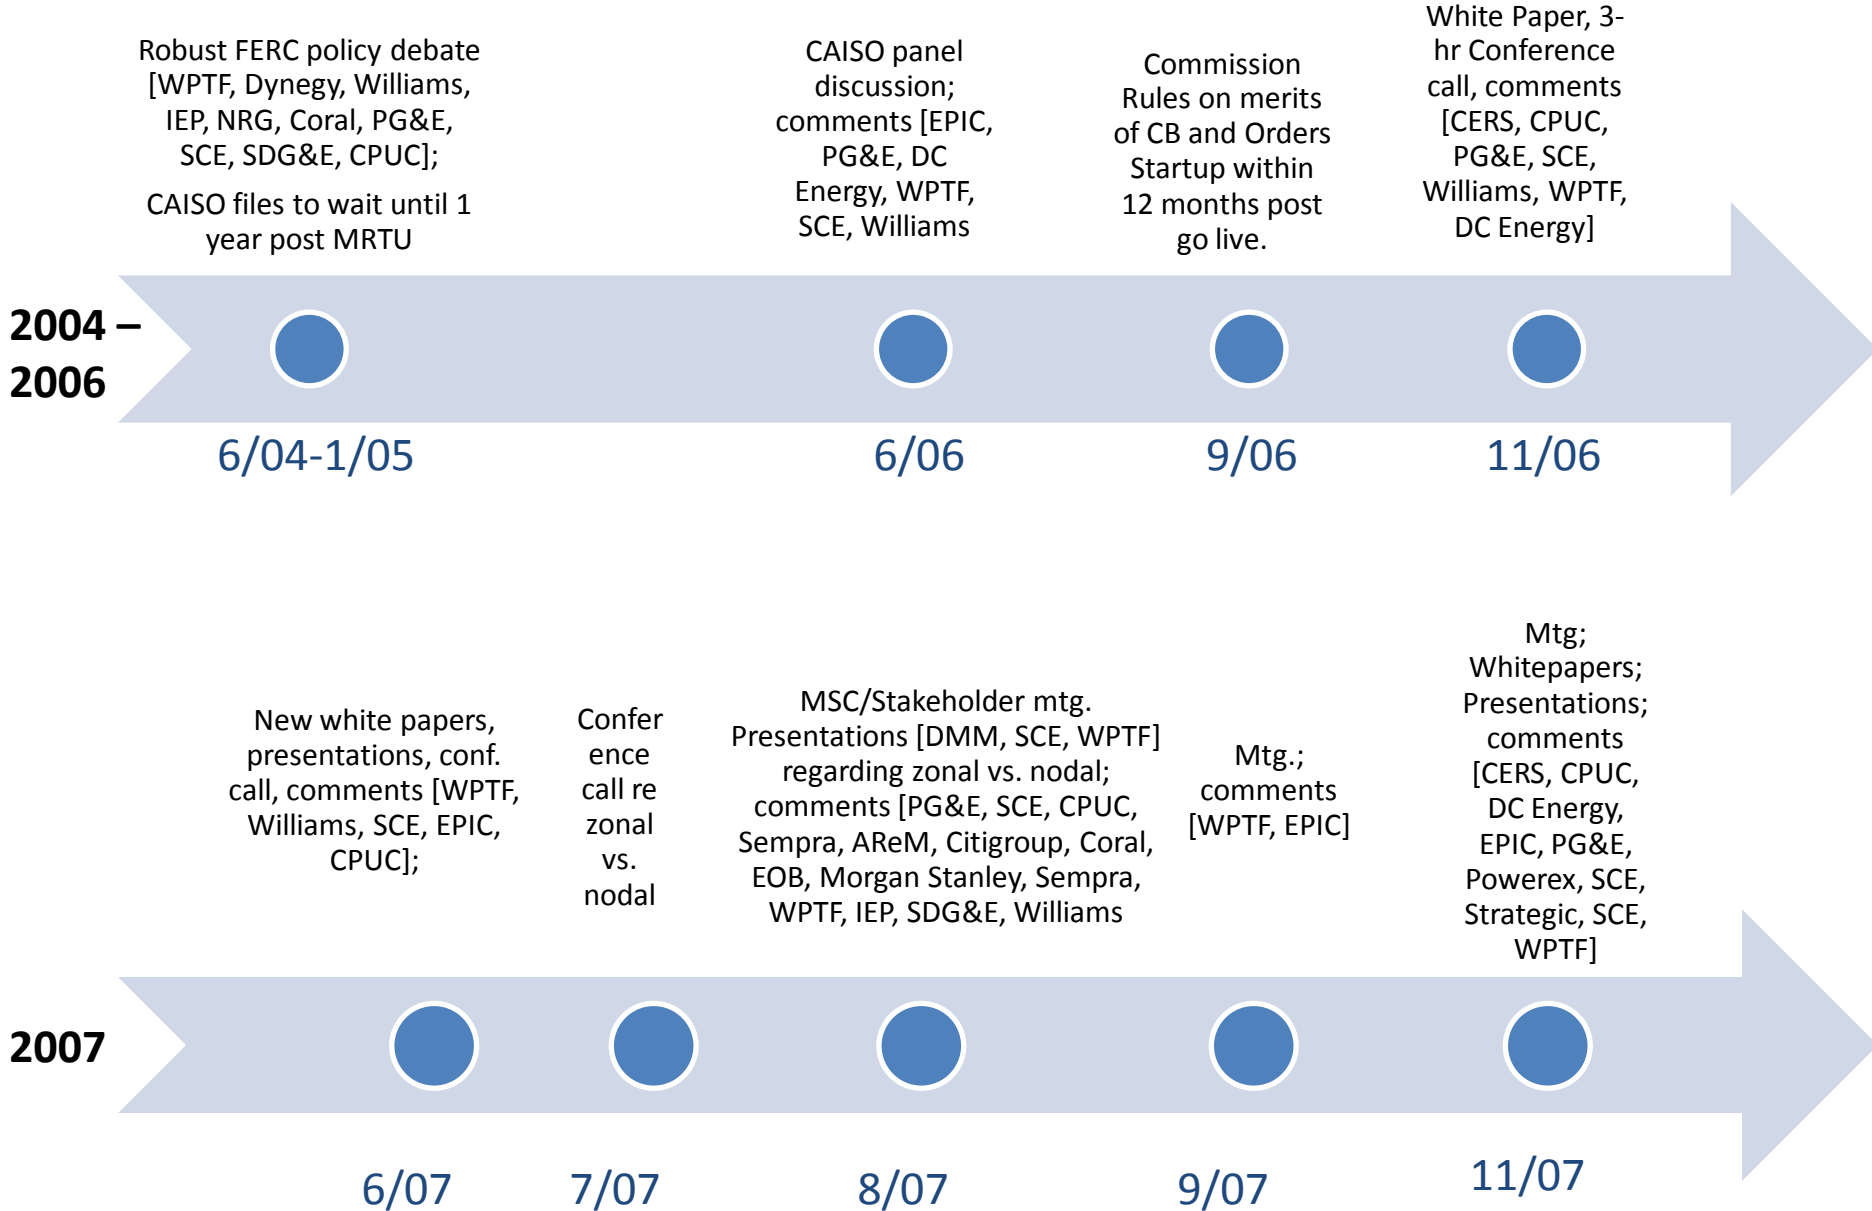 Robust FERC policy debate
[WPTF, Dynegy, Williams,
IEP, NRG, Coral, PG&E,
SCE, SDG&E, CPUC];
CAISO files to wait until 1
year post MRTU
CAISO panel
discussion;
comments [EPIC,
PG&E, DC
Energy, WPTF,
SCE, Williams
Commission
Rules on merits
of CB and Orders
Startup within
12 months post
go live.
White Paper, 3-
hr Conference
call, comments
[CERS, CPUC,
PG&E, SCE,
Williams, WPTF,
DC Energy]
2004 –
2006
6/04-1/05
6/06
9/06
11/06
New white papers,
presentations, conf.
call, comments [WPTF,
Williams, SCE, EPIC,
CPUC];
Confer
ence
call re
zonal
vs.
nodal
MSC/Stakeholder mtg.
Presentations [DMM, SCE, WPTF]
regarding zonal vs. nodal;
comments [PG&E, SCE, CPUC,
Sempra, AReM, Citigroup, Coral,
EOB, Morgan Stanley, Sempra,
WPTF, IEP, SDG&E, Williams
Mtg.;
comments
[WPTF, EPIC]
Mtg;
Whitepapers;
Presentations;
comments
[CERS, CPUC,
DC Energy,
EPIC, PG&E,
Powerex, SCE,
Strategic, SCE,
WPTF]
2007
6/07
7/07
8/07
9/07
11/07